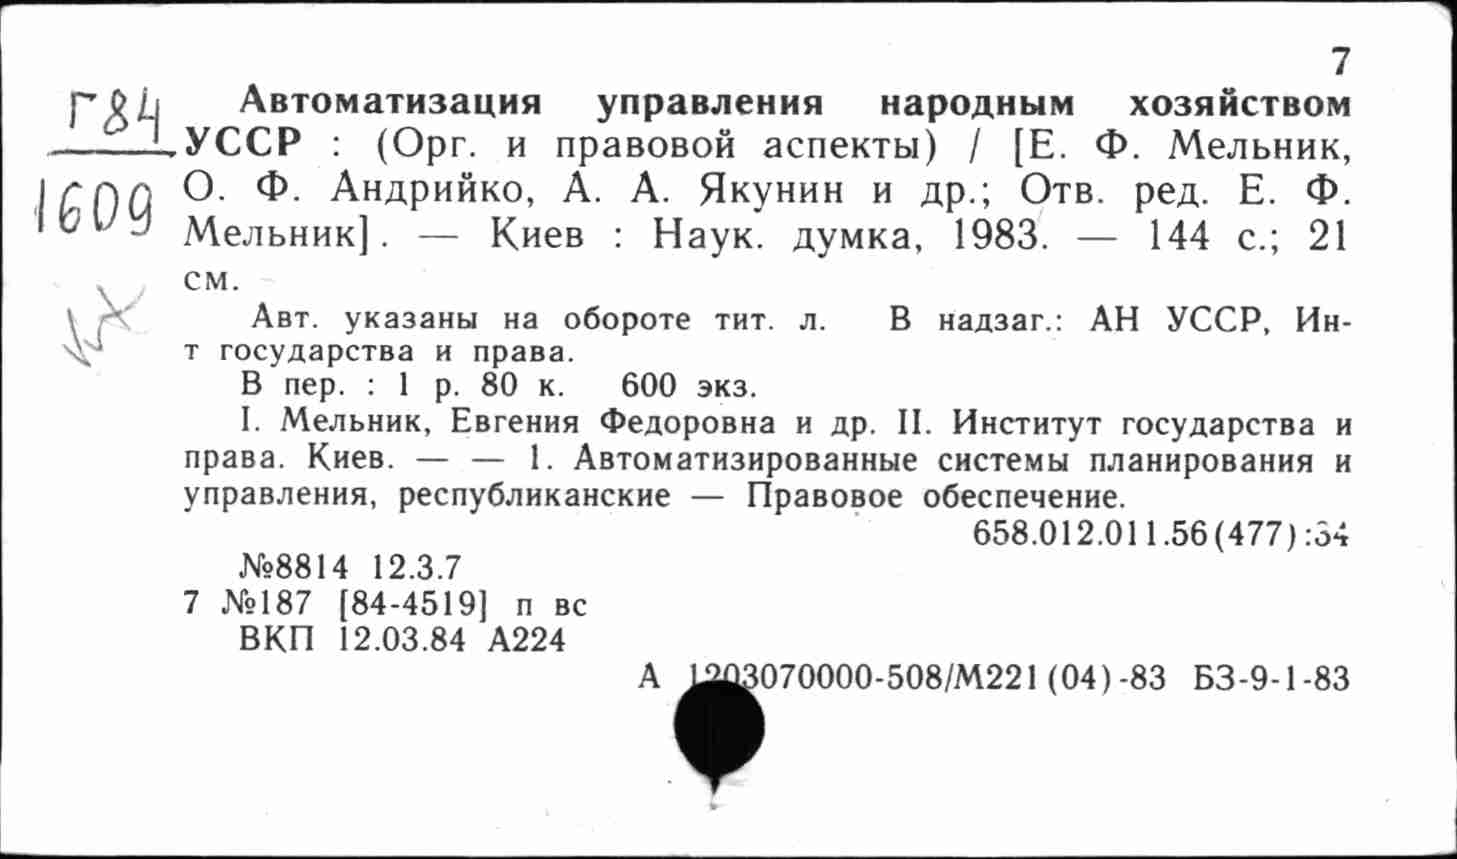 7
Г84
1609
Автоматизация управления народным хозяйством
УССР : (Орг. и правовой аспекты) / [Е. Ф. Мельник,
О. Ф. Андрийко, А. А. Якунин и др.; Отв. ред. Е. Ф.
Мельник]. — Киев : Наук. думка, 1983. — 144 с.; 21
см.
Авт. указаны на обороте тит. л. В надзаг.: АН УССР, Ин-
т государства и права.
В пер. : 1 р. 80 к. 600 экз.
I. Мельник, Евгения Федоровна и др. II. Институт государства и
права. Киев. — — 1. Автоматизированные системы планирования и
управления, республиканские — Правовое обеспечение.
658.012.011.56(477):34
№8814 12.3.7
7 №187 [84-4519] п вс
ВКП 12.03.84 А224
А 1203070000-508/М221(04)-83 БЗ-9-1-83